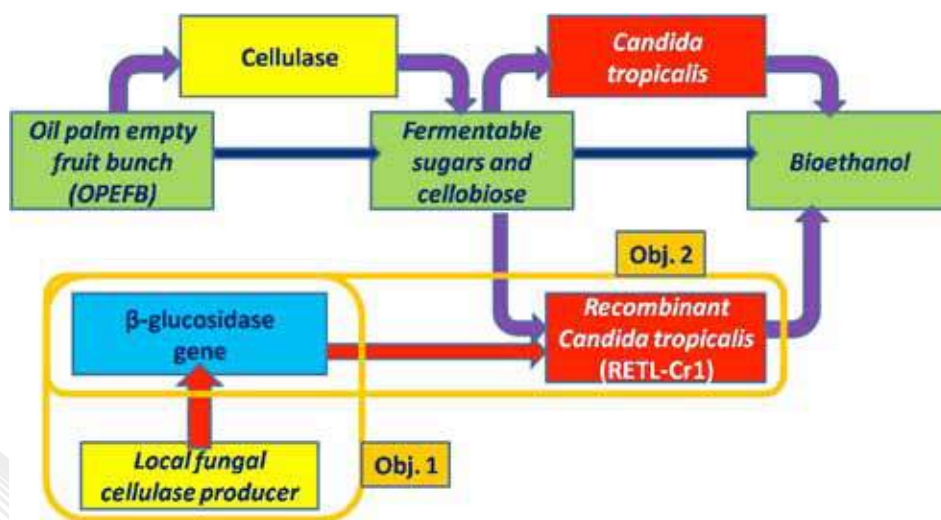 Cellulase
Candida
tropicalis
Oil palm empty
fruit bunch
(OPEFB)
Fermentable
sugars and
cellobiose
Bioethanol
Obj. 2
β-glucosidase
gene
Recombinant
Candida tropicalis
(RETL-Cr1)
Local fungal
cellulase producer
Obj. 1